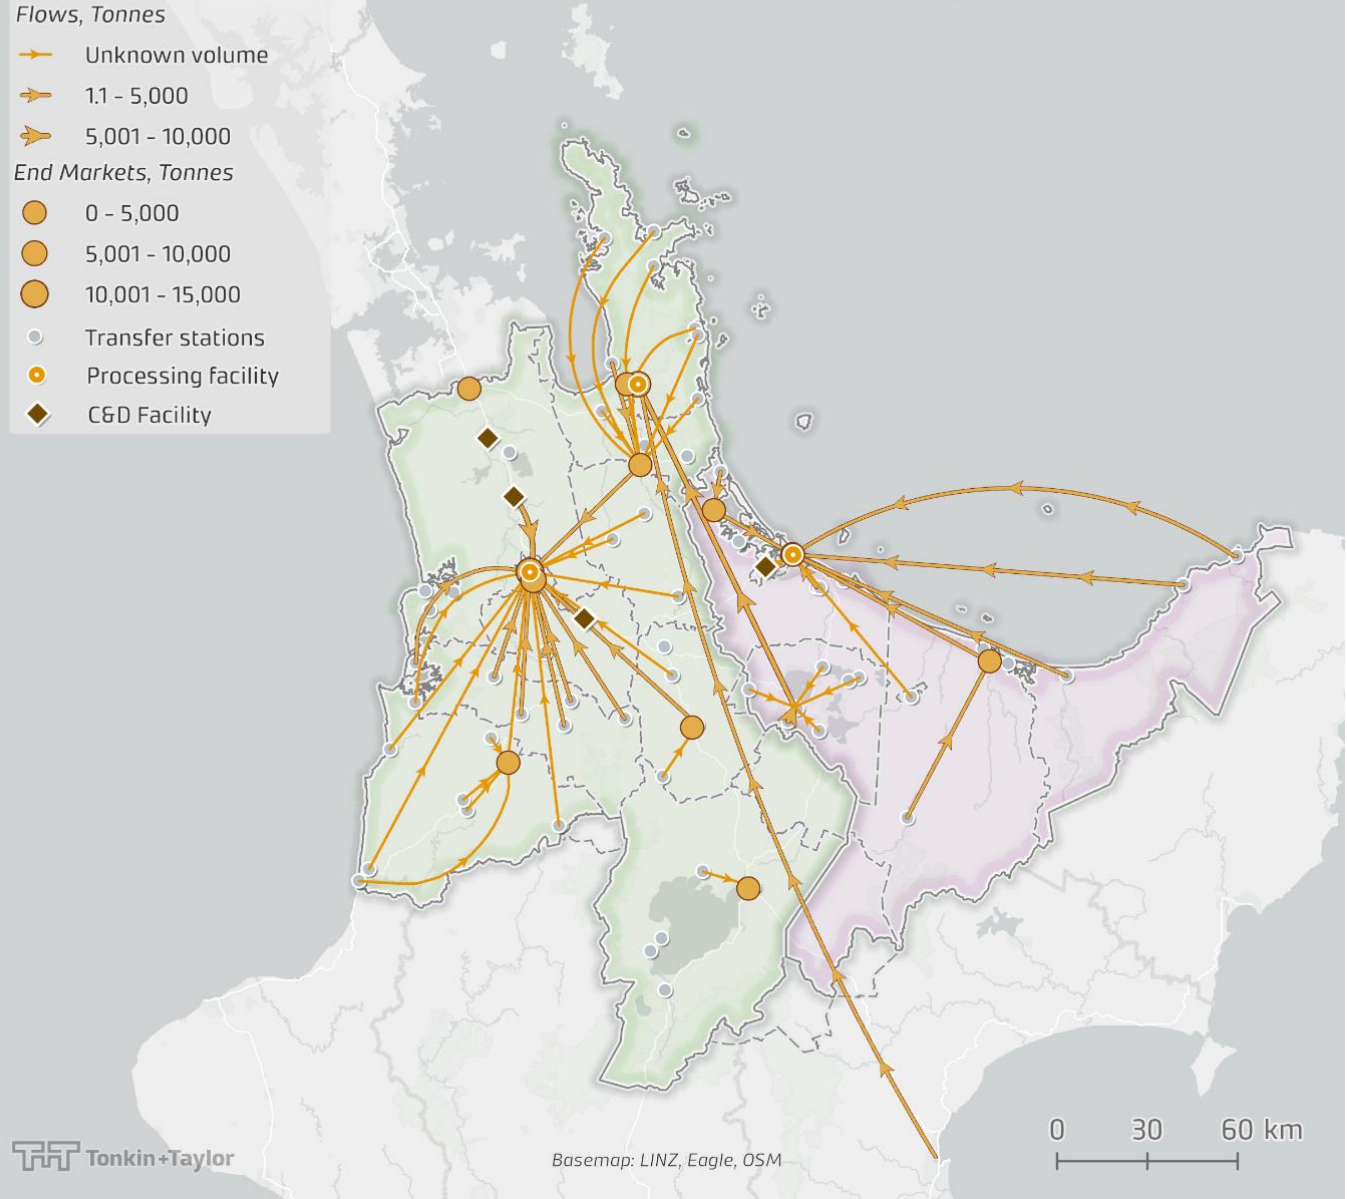 Flows, Tonnes
Unknown volume
1.1 - 5,000
5,001 - 10,000
End Markets, Tonnes
0 - 5,000
5,001 - 10,000
10,001 - 15,000
Transfer stations
Processing facility
C&D Facility
0 30 60 km
Tonkin+Taylor
Basemap: LINZ, Eagle, OSM